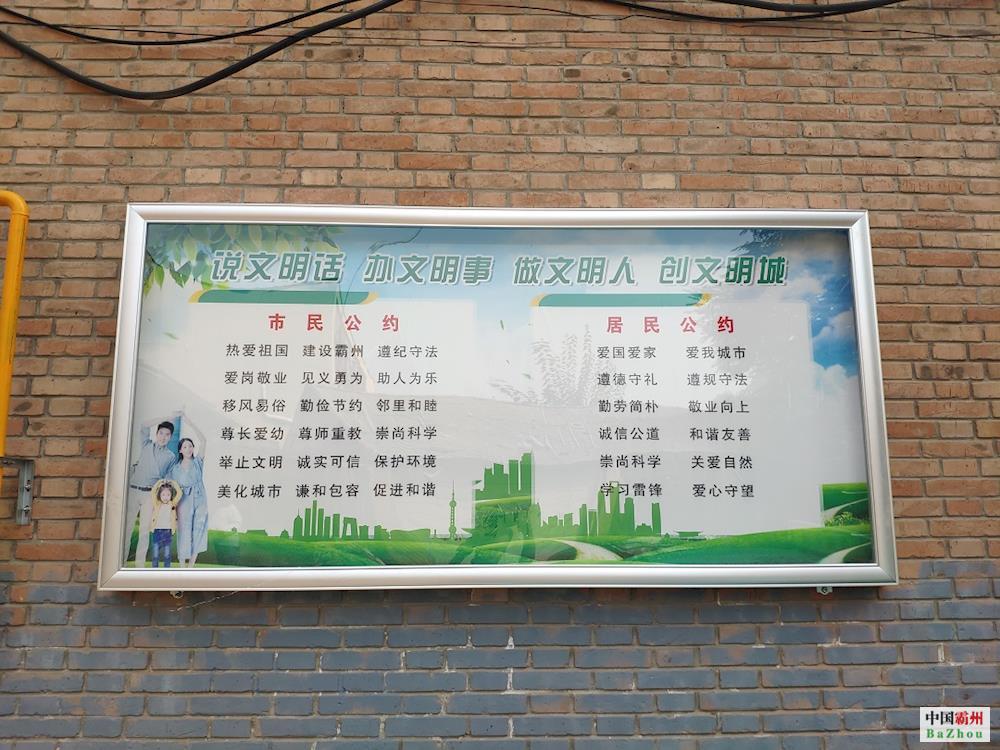 说文明话 办文明事 做文明人 创文明城
市民公约
热爱祖国 建设霸州 遵纪守法
爱岗敬业 见义勇为 助人为乐
移风易俗 勤俭节约 邻里和睦
尊长爱幼 尊师重教 崇尚科学
举止文明 诚实可信 保护环境
美化城市 谦和包容 促进和谐
居民公约
爱国爱家 爱我城市
遵德守礼 遵规守法
勤劳简朴 敬业向上
诚信公道 和谐友善
崇尚科学 关爱自然
学习雷锋 爱心守望
中国霸州
BaZhou